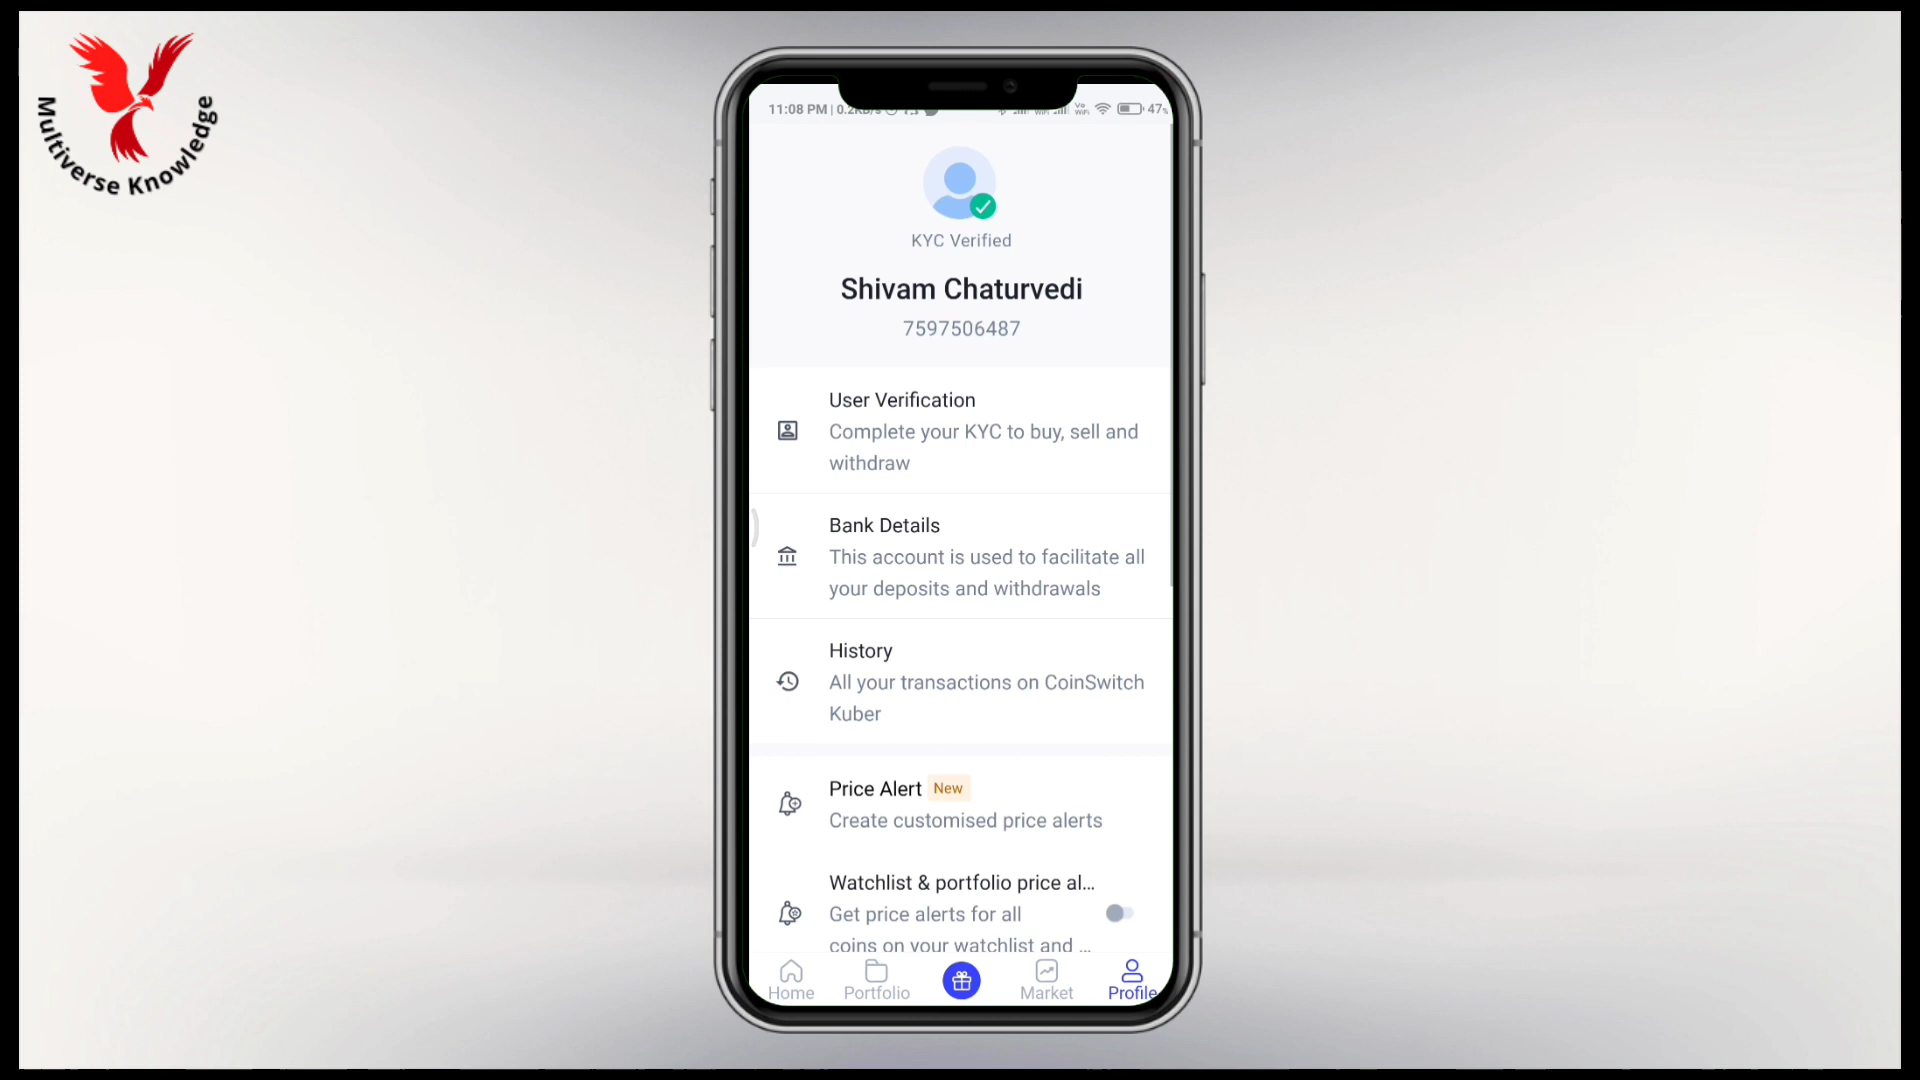 Multiverse Knowledge
11:08 PM | 0.2KB/s
47%
KYC Verified
Shivam Chaturvedi
7597506487
User Verification
Complete your KYC to buy, sell and
withdraw
Bank Details
This account is used to facilitate all
your deposits and withdrawals
History
All your transactions on CoinSwitch
Kuber
Price Alert New
Create customised price alerts
Watchlist & portfolio price al...
Get price alerts for all
coins on your watchlist and ...
Home Portfolio Market Profile